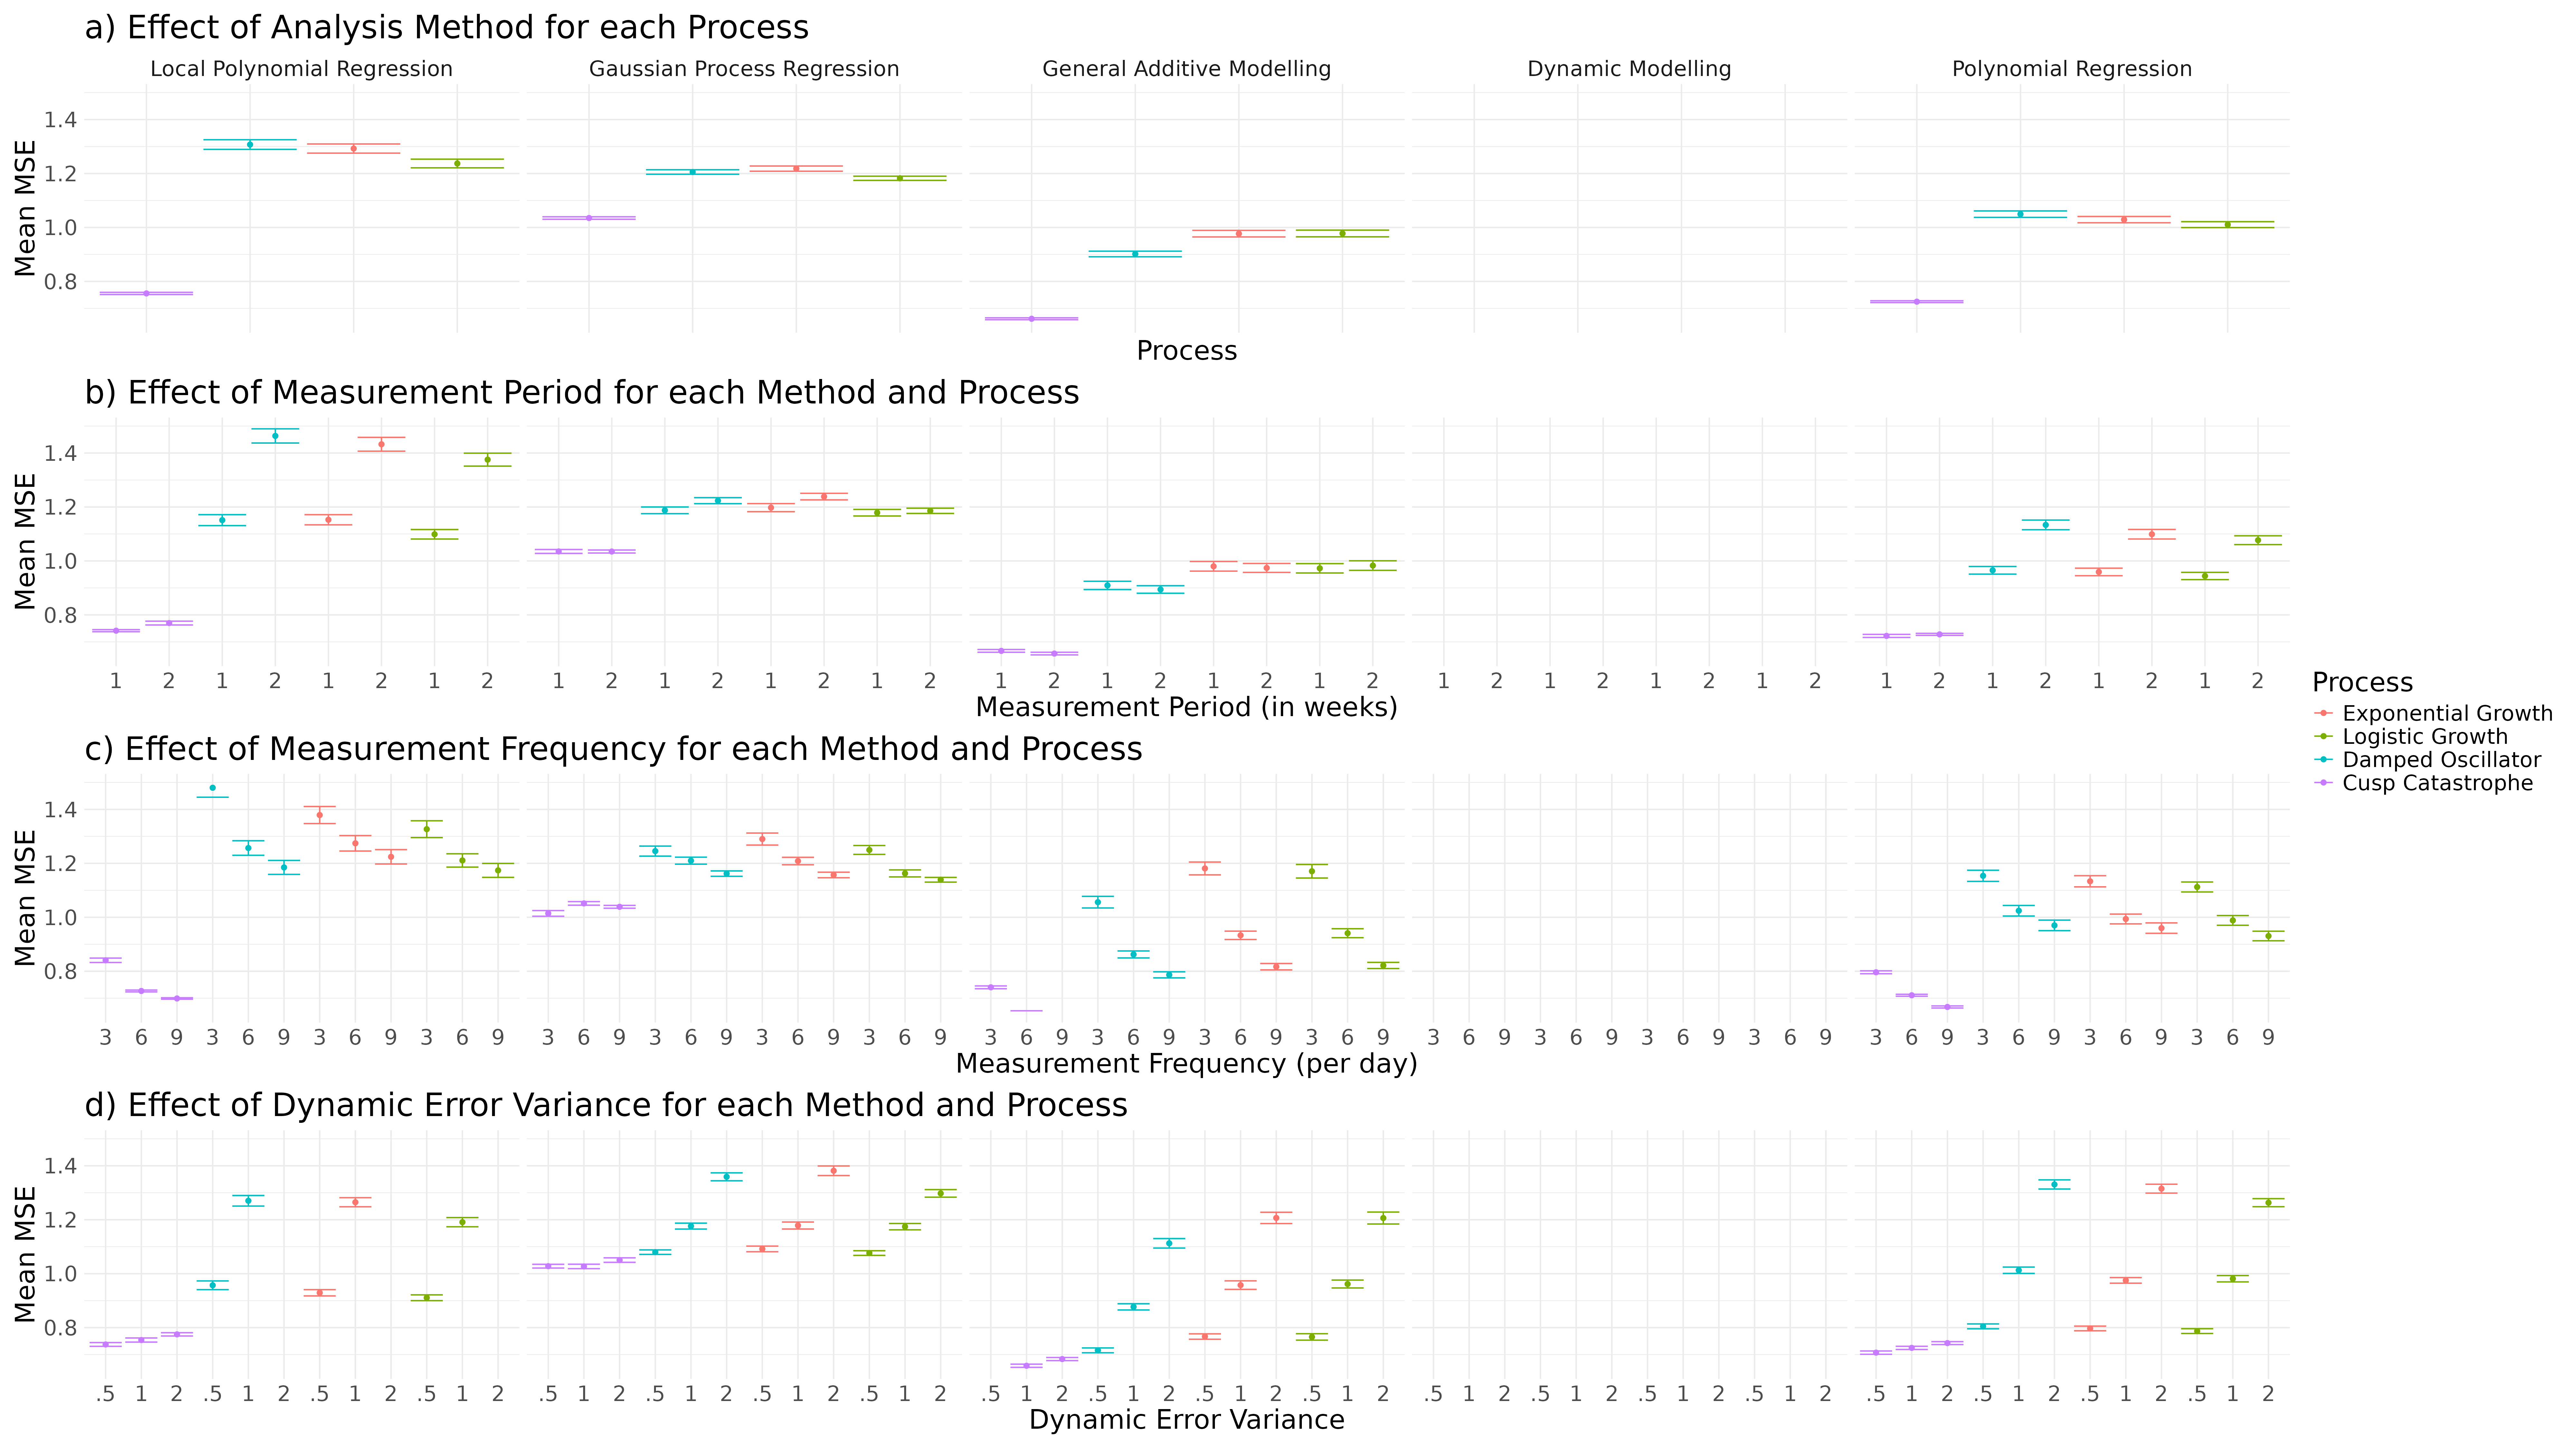 a) Effect of Analysis Method for each Process
Local Polynomial Regression Gaussian Process Regression General Additive Modelling Dynamic Modelling Polynomial Regression
Mean MSE
1.4
1.2
1.0
0.8
Process
b) Effect of Measurement Period for each Method and Process
Mean MSE
1.4
1.2
1.0
0.8
1 2 1 2 1 2 1 2 1 2 1 2 1 2 1 2 1 2 1 2 1 2 1 2 1 2 1 2 1 2 1 2 1 2 1 2 1 2 1 2
Measurement Period (in weeks)
c) Effect of Measurement Frequency for each Method and Process
Mean MSE
1.4
1.2
1.0
0.8
3 6 9 3 6 9 3 6 9 3 6 9 3 6 9 3 6 9 3 6 9 3 6 9 3 6 9 3 6 9 3 6 9 3 6 9 3 6 9 3 6 9 3 6 9 3 6 9 3 6 9 3 6 9 3 6 9 3 6 9
Measurement Frequency (per day)
d) Effect of Dynamic Error Variance for each Method and Process
Mean MSE
1.4
1.2
1.0
0.8
.5 1 2 .5 1 2 .5 1 2 .5 1 2 .5 1 2 .5 1 2 .5 1 2 .5 1 2 .5 1 2 .5 1 2 .5 1 2 .5 1 2 .5 1 2 .5 1 2 .5 1 2 .5 1 2 .5 1 2 .5 1 2 .5 1 2 .5 1 2
Dynamic Error Variance
Process
Exponential Growth
Logistic Growth
Damped Oscillator
Cusp Catastrophe